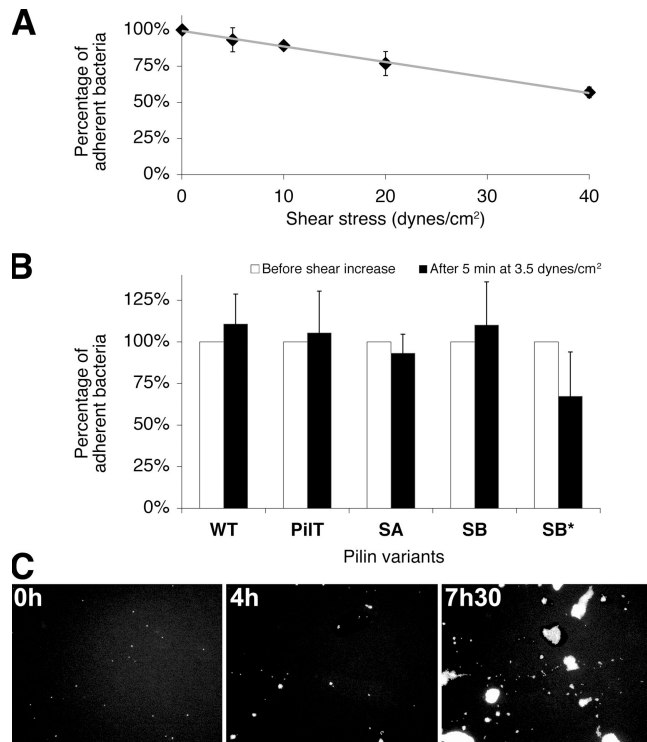 A
Percentage of
adherent bacteria
100%
75%
50%
25%
0%
0
10
20
30
40
Shear stress (dynes/cm²)
B
Before shear increase
After 5 min at 3.5 dynes/cm²
Percentage of
adherent bacteria
125%
100%
75%
50%
25%
0%
WT
PilT
SA
SB
SB*
Pilin variants
C
0h
4h
7h30